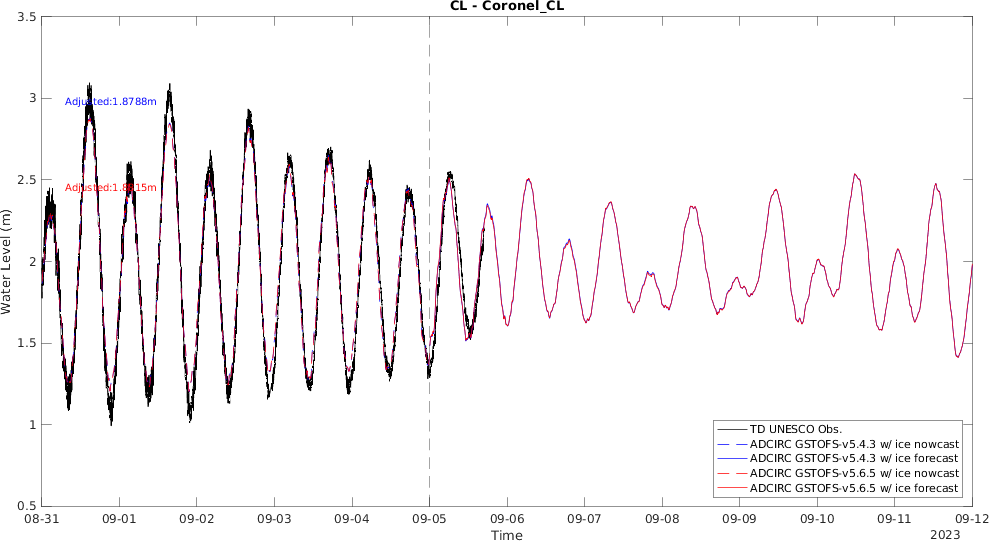 CL - Coronel_CL
3.5
3
2.5
2
1.5
1
0.5
Water Level (m)
Adjusted:1.8788m
08-31
09-01
09-02
09-03
09-04
09-05
09-06
09-07
09-08
09-09
09-10
09-11
09-12
Time
2023
TD UNESCO Obs.
ADCIRC GSTOFS-v5.4.3 w/ ice nowcast
ADCIRC GSTOFS-v5.4.3 w/ ice forecast
ADCIRC GSTOFS-v5.6.5 w/ ice nowcast
ADCIRC GSTOFS-v5.6.5 w/ ice forecast